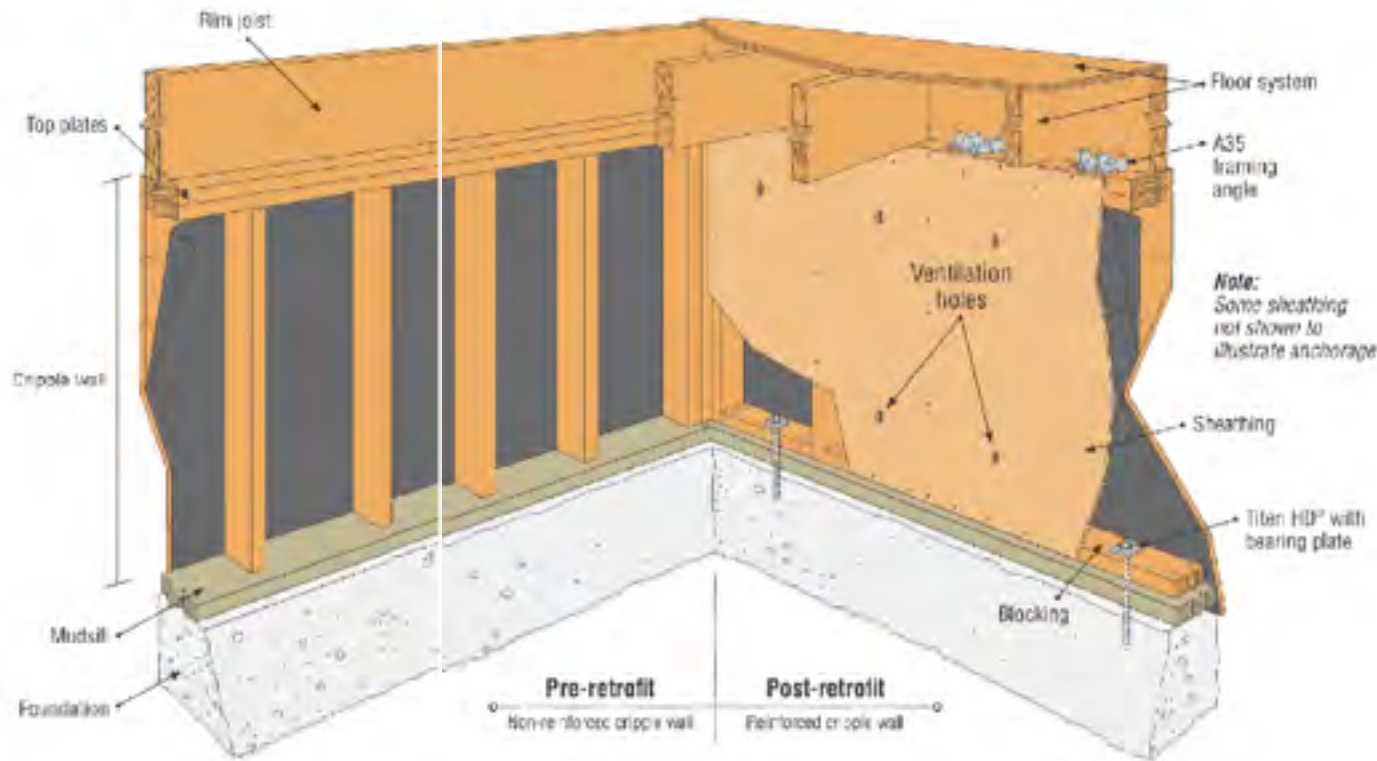 Rim joist
Top plates
Cripple wall
Mudsill
Foundation
Floor system
A35
framing
angle
Note:
Some sheathing
not shown to
illustrate anchorage
Ventilation
holes
Sheathing
Titen HD® with
bearing plate
Blocking
Pre-retrofit
Non-reinforced cripple wall
Post-retrofit
Reinforced cripple wall